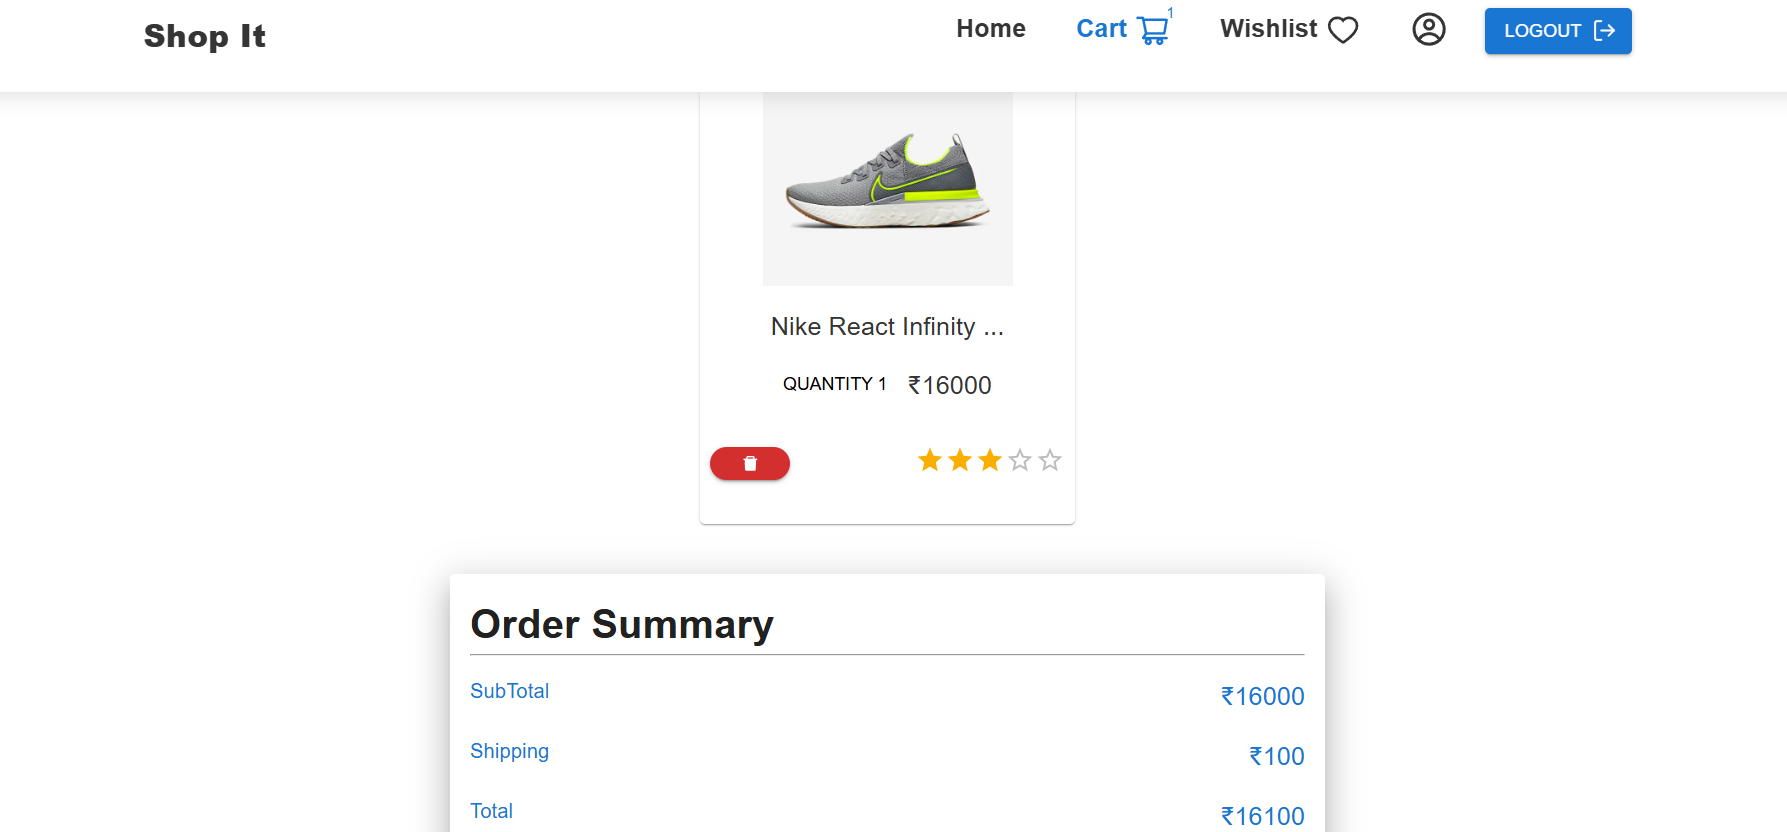 Shop It
Home
Cart 1
Wishlist
LOGOUT
Nike React Infinity ...
QUANTITY 1 ₹16000
Order Summary
SubTotal ₹16000
Shipping ₹100
Total ₹16100